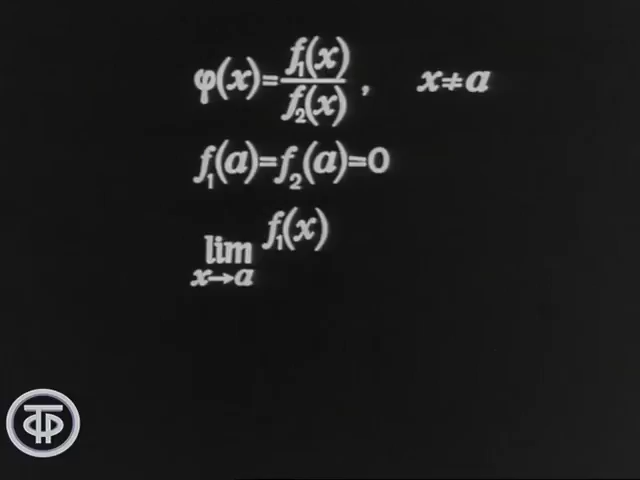 φ(x)=f₁(x)/f₂(x), x≠a
f₁(a)=f₂(a)=0
lim x→a f₁(x)